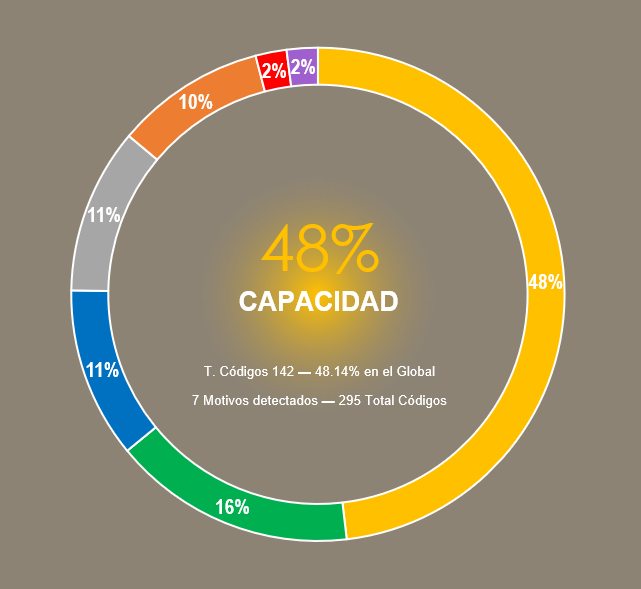 2%
2%
10%
11%
48%
48%
CAPACIDAD
11%
T. Códigos 142 — 48.14% en el Global
7 Motivos detectados — 295 Total Códigos
16%